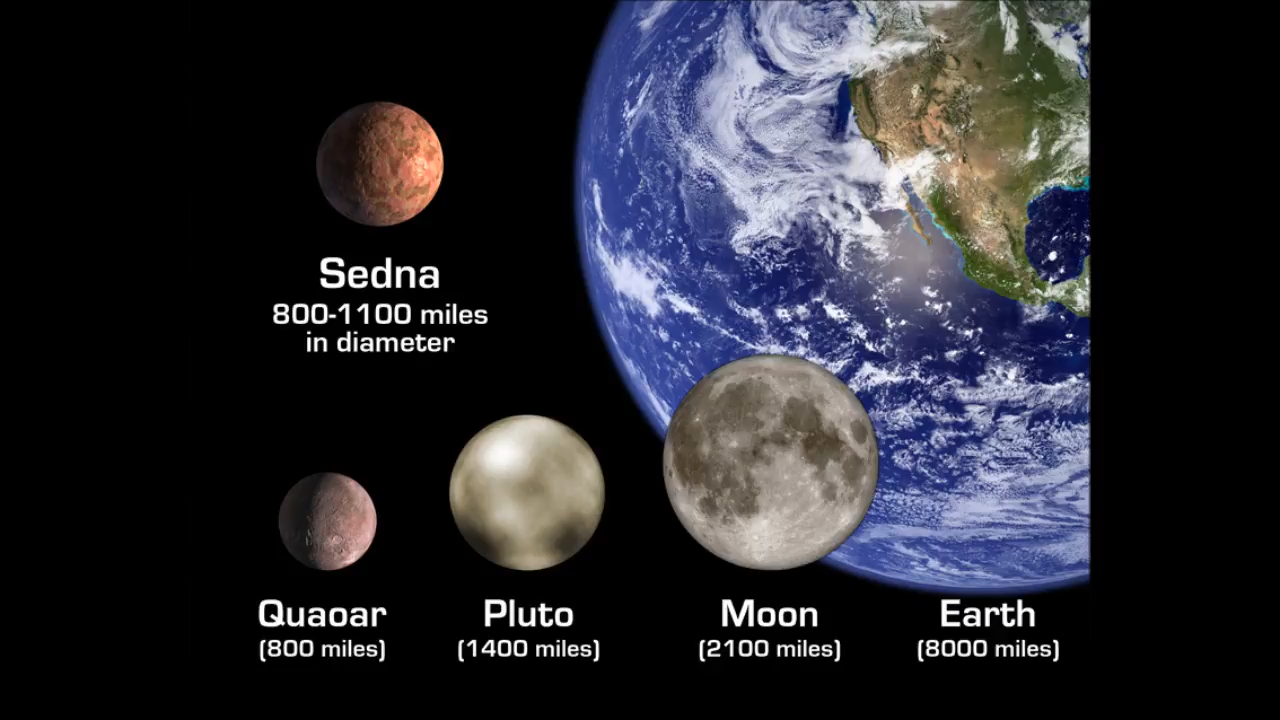 Sedna
800-1100 miles
in diameter
Quaoar
(800 miles)
Pluto
(1400 miles)
Moon
(2100 miles)
Earth
(8000 miles)